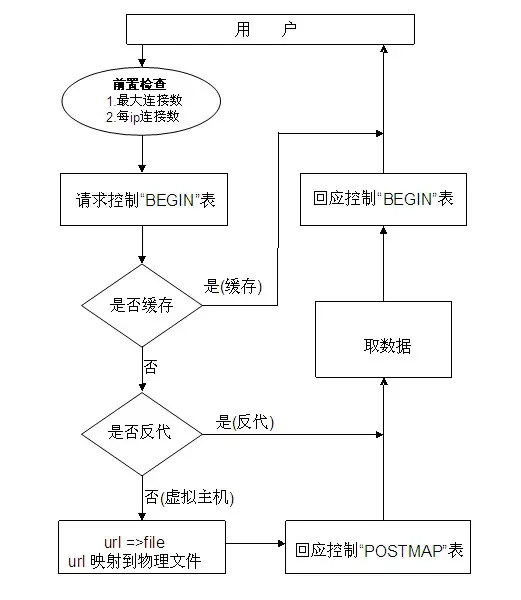 用 户
前置检查
1.最大连接数
2.每ip连接数
请求控制“BEGIN”表
回应控制“BEGIN”表
是否缓存
是(缓存)
取数据
否
是否反代
是(反代)
否(虚拟主机)
url =>file
url 映射到物理文件
回应控制“POSTMAP”表